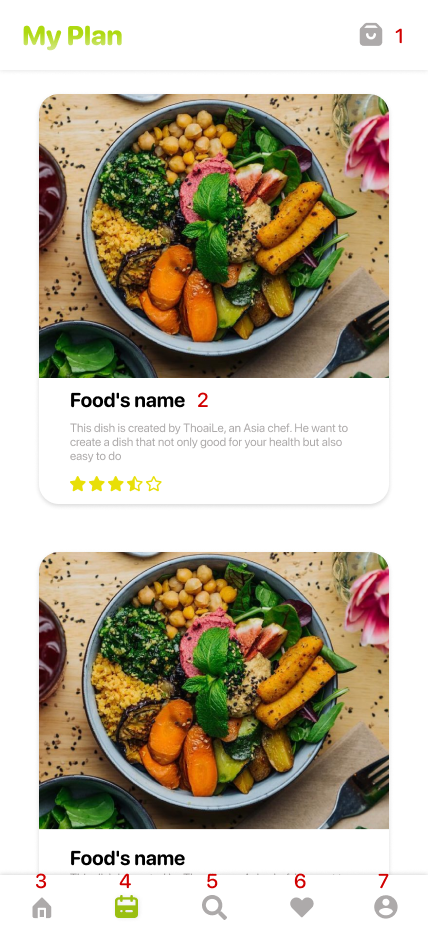 My Plan
1
Food's name 2
This dish is created by ThoaiLe, an Asia chef. He want to
create a dish that not only good for your health but also
easy to do
Food's name
3 4 5 6 7